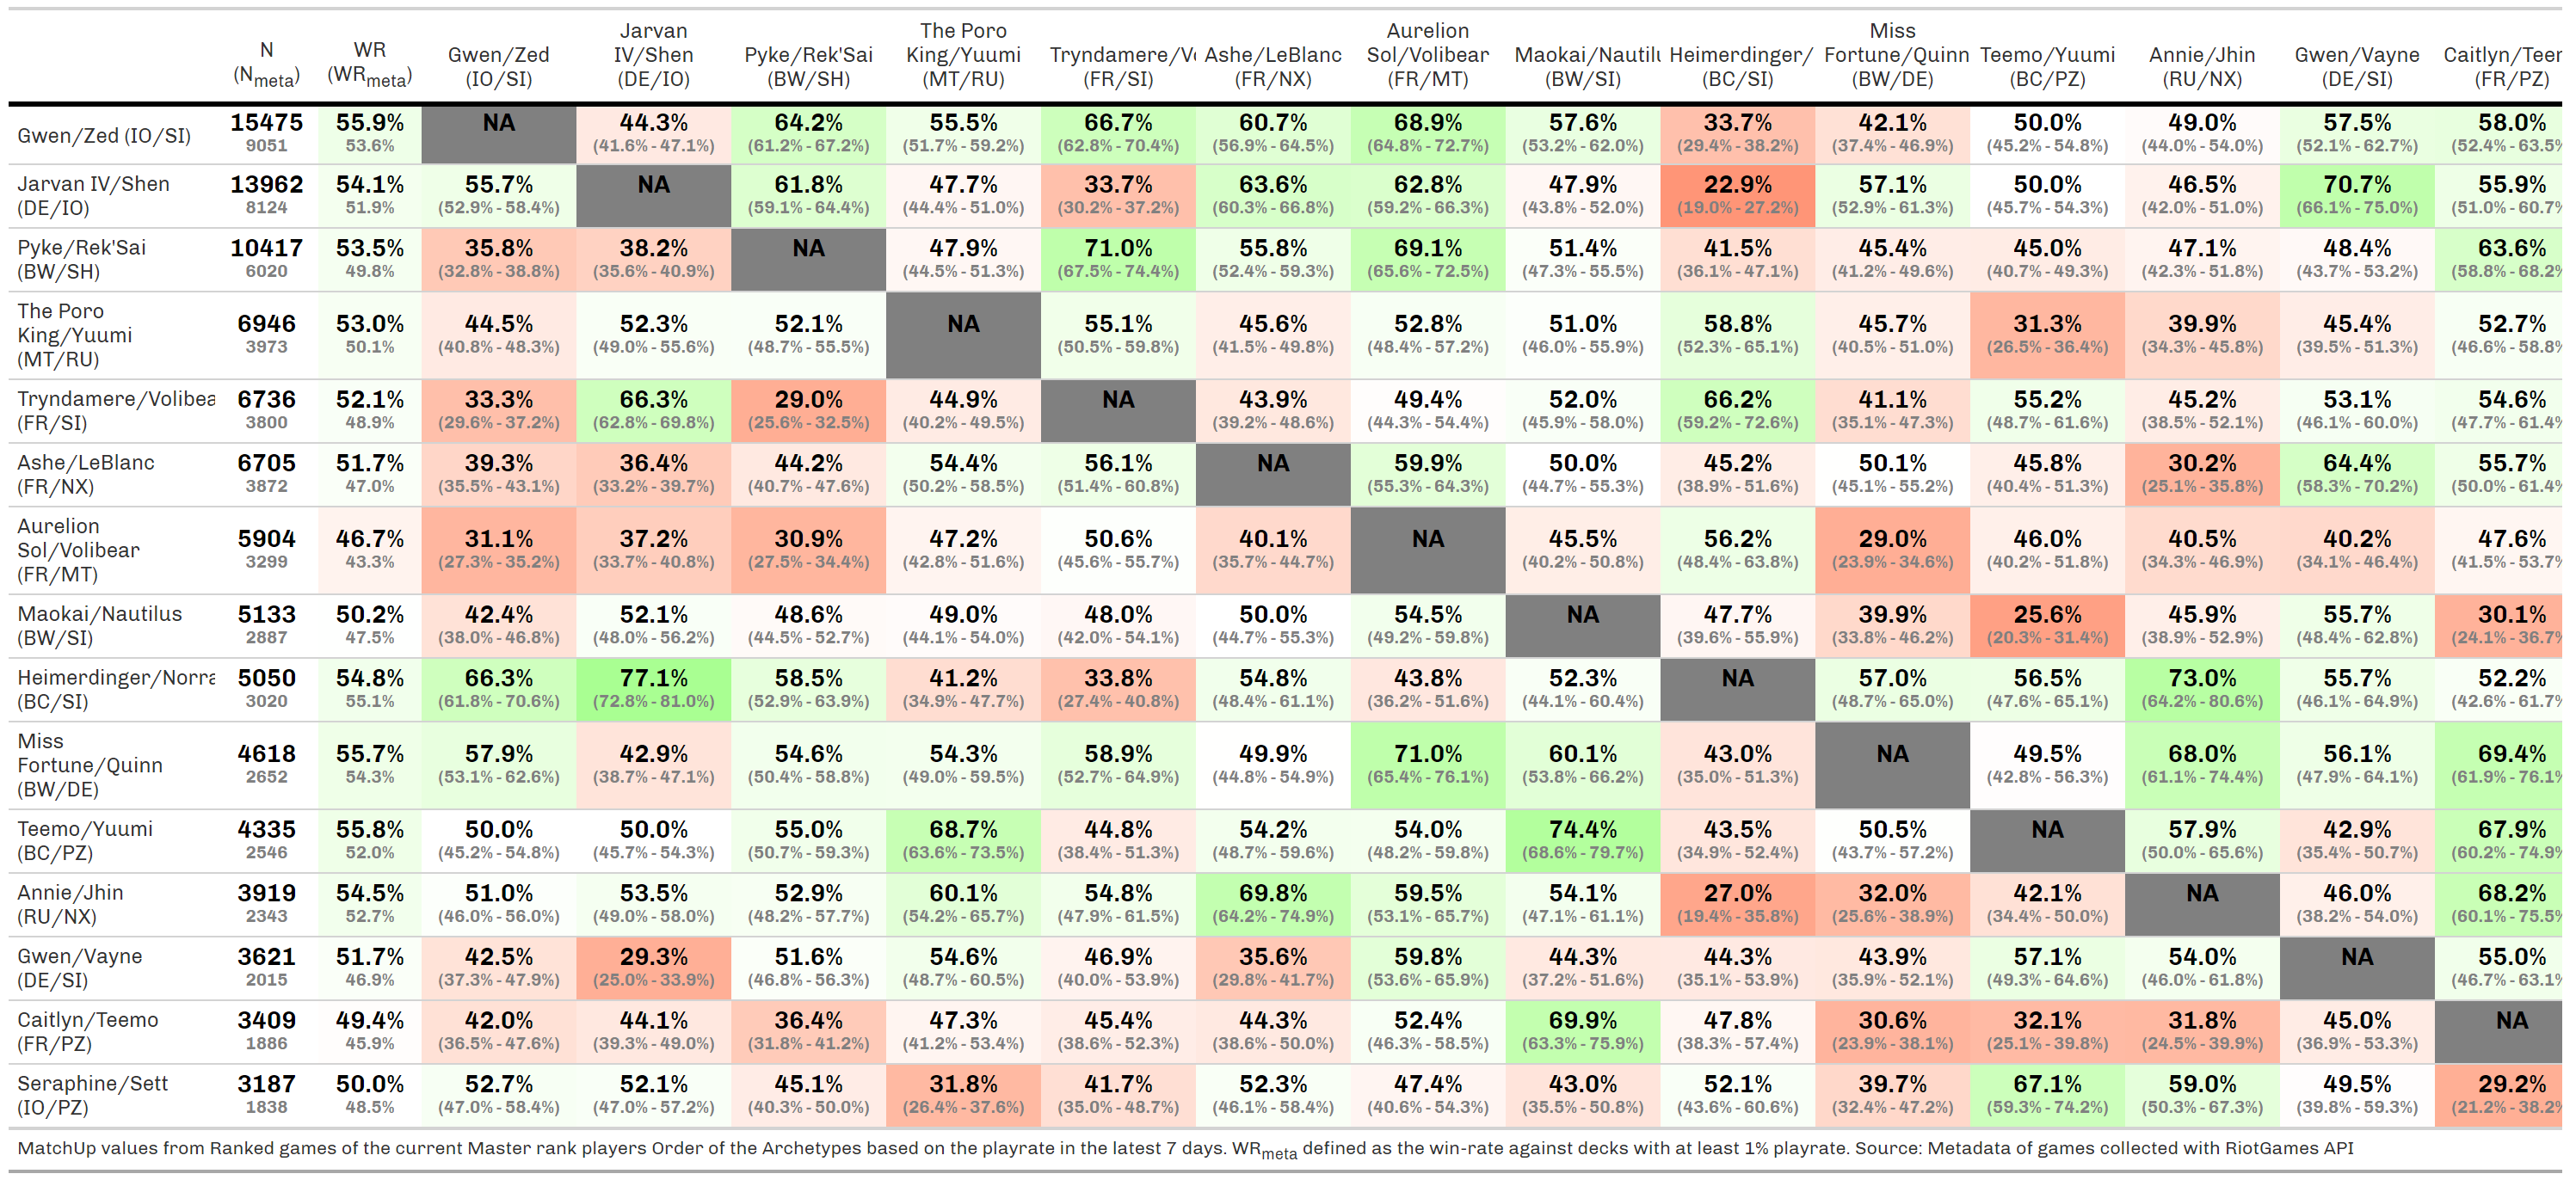 N
(Nmeta)
WR
(WRmeta)
Gwen/Zed
(IO/SI)
Jarvan
IV/Shen
(DE/IO)
Pyke/Rek'Sai
(BW/SH)
The Poro
King/Yuumi
(MT/RU)
Tryndamere/Vo
(FR/SI)
Ashe/LeBlanc
(FR/NX)
Aurelion
Sol/Volibear
(FR/MT)
Maokai/Nautilu
(BW/SI)
Heimerdinger/
(BC/SI)
Miss
Fortune/Quinn
(BW/DE)
Teemo/Yuumi
(BC/PZ)
Annie/Jhin
(RU/NX)
Gwen/Vayne
(DE/SI)
Caitlyn/Teem
(FR/PZ)
Gwen/Zed (IO/SI)
15475 55.9% NA 44.3% 64.2% 55.5% 66.7% 60.7% 68.9% 57.6% 33.7% 42.1% 50.0% 49.0% 57.5% 58.0%
9051 53.6% (41.6% - 47.1%) (61.2% - 67.2%) (51.7% - 59.2%) (62.8% - 70.4%) (56.9% - 64.5%) (64.8% - 72.7%) (53.2% - 62.0%) (29.4% - 38.2%) (37.4% - 46.9%) (45.2% - 54.8%) (44.0% - 54.0%) (52.1% - 62.7%) (52.4% - 63.5%
Jarvan IV/Shen
(DE/IO)
13962 54.1% 55.7% NA 61.8% 47.7% 33.7% 63.6% 62.8% 47.9% 22.9% 57.1% 50.0% 46.5% 70.7% 55.9%
8124 51.9% (52.9% - 58.4%) (59.1% - 64.4%) (44.4% - 51.0%) (30.2% - 37.2%) (60.3% - 66.8%) (59.2% - 66.3%) (43.8% - 52.0%) (19.0% - 27.2%) (52.9% - 61.3%) (45.7% - 54.3%) (42.0% - 51.0%) (66.1% - 75.0%) (51.0% - 60.7%
Pyke/Rek'Sai
(BW/SH)
10417 53.5% 35.8% 38.2% NA 47.9% 71.0% 55.8% 69.1% 51.4% 41.5% 45.4% 45.0% 47.1% 48.4% 63.6%
6020 49.8% (32.8% - 38.8%) (35.6% - 40.9%) (44.5% - 51.3%) (67.5% - 74.4%) (52.4% - 59.3%) (65.6% - 72.5%) (47.3% - 55.5%) (36.1% - 47.1%) (41.2% - 49.6%) (40.7% - 49.3%) (42.3% - 51.8%) (43.7% - 53.2%) (58.8% - 68.2%
The Poro
King/Yuumi
(MT/RU)
6946 53.0% 44.5% 52.3% 52.1% NA 55.1% 45.6% 52.8% 51.0% 58.8% 45.7% 31.3% 39.9% 45.4% 52.7%
3973 50.1% (40.8% - 48.3%) (49.0% - 55.6%) (48.7% - 55.5%) (50.5% - 59.8%) (41.5% - 49.8%) (48.4% - 57.2%) (46.0% - 55.9%) (52.3% - 65.1%) (40.5% - 51.0%) (26.5% - 36.4%) (34.3% - 45.8%) (39.5% - 51.3%) (46.6% - 58.8%
Tryndamere/Volibea
(FR/SI)
6736 52.1% 33.3% 66.3% 29.0% 44.9% NA 43.9% 49.4% 52.0% 66.2% 41.1% 55.2% 45.2% 53.1% 54.6%
3800 48.9% (29.6% - 37.2%) (62.8% - 69.8%) (25.6% - 32.5%) (40.2% - 49.5%) (39.2% - 48.6%) (44.3% - 54.4%) (45.9% - 58.0%) (59.2% - 72.6%) (35.1% - 47.3%) (48.7% - 61.6%) (38.5% - 52.1%) (46.1% - 60.0%) (47.7% - 61.4%
Ashe/LeBlanc
(FR/NX)
6705 51.7% 39.3% 36.4% 44.2% 54.4% 56.1% NA 59.9% 50.0% 45.2% 50.1% 45.8% 30.2% 64.4% 55.7%
3872 47.0% (35.5% - 43.1%) (33.2% - 39.7%) (40.7% - 47.6%) (50.2% - 58.5%) (51.4% - 60.8%) (55.3% - 64.3%) (44.7% - 55.3%) (38.9% - 51.6%) (45.1% - 55.2%) (40.4% - 51.3%) (25.1% - 35.8%) (58.3% - 70.2%) (50.0% - 61.4%
Aurelion
Sol/Volibear
(FR/MT)
5904 46.7% 31.1% 37.2% 30.9% 47.2% 50.6% 40.1% NA 45.5% 56.2% 29.0% 46.0% 40.5% 40.2% 47.6%
3299 43.3% (27.3% - 35.2%) (33.7% - 40.8%) (27.5% - 34.4%) (42.8% - 51.6%) (45.6% - 55.7%) (35.7% - 44.7%) (40.2% - 50.8%) (48.4% - 63.8%) (23.9% - 34.6%) (40.2% - 51.8%) (34.3% - 46.9%) (34.1% - 46.4%) (41.5% - 53.7%
Maokai/Nautilus
(BW/SI)
5133 50.2% 42.4% 52.1% 48.6% 49.0% 48.0% 50.0% 54.5% NA 47.7% 39.9% 25.6% 45.9% 55.7% 30.1%
2887 47.5% (38.0% - 46.8%) (48.0% - 56.2%) (44.5% - 52.7%) (44.1% - 54.0%) (42.0% - 54.1%) (44.7% - 55.3%) (49.2% - 59.8%) (39.6% - 55.9%) (33.8% - 46.2%) (20.3% - 31.4%) (38.9% - 52.9%) (48.4% - 62.8%) (24.1% - 36.7%
Heimerdinger/Norra
(BC/SI)
5050 54.8% 66.3% 77.1% 58.5% 41.2% 33.8% 54.8% 43.8% 52.3% NA 57.0% 56.5% 73.0% 55.7% 52.2%
3020 55.1% (61.8% - 70.6%) (72.8% - 81.0%) (52.9% - 63.9%) (34.9% - 47.7%) (27.4% - 40.8%) (48.4% - 61.1%) (36.2% - 51.6%) (44.1% - 60.4%) (48.7% - 65.0%) (47.6% - 65.1%) (64.2% - 80.6%) (46.1% - 64.9%) (42.6% - 61.7%
Miss
Fortune/Quinn
(BW/DE)
4618 55.7% 57.9% 42.9% 54.6% 54.3% 58.9% 49.9% 71.0% 60.1% 43.0% NA 49.5% 68.0% 56.1% 69.4%
2652 54.3% (53.1% - 62.6%) (38.7% - 47.1%) (50.4% - 58.8%) (49.0% - 59.5%) (52.7% - 64.9%) (44.8% - 54.9%) (65.4% - 76.1%) (53.8% - 66.2%) (35.0% - 51.3%) (42.8% - 56.3%) (61.1% - 74.4%) (47.9% - 64.1%) (61.9% - 76.1%
Teemo/Yuumi
(BC/PZ)
4335 55.8% 50.0% 50.0% 55.0% 68.7% 44.8% 54.2% 54.0% 74.4% 43.5% 50.5% NA 57.9% 42.9% 67.9%
2546 52.0% (45.2% - 54.8%) (45.7% - 54.3%) (50.7% - 59.3%) (63.6% - 73.5%) (38.4% - 51.3%) (48.7% - 59.6%) (48.2% - 59.8%) (68.6% - 79.7%) (34.9% - 52.4%) (43.7% - 57.2%) (50.0% - 65.6%) (35.4% - 50.7%) (60.2% - 74.9%
Annie/Jhin
(RU/NX)
3919 54.5% 51.0% 53.5% 52.9% 60.1% 54.8% 69.8% 59.5% 54.1% 27.0% 32.0% 42.1% NA 46.0% 68.2%
2343 52.7% (46.0% - 56.0%) (49.0% - 58.0%) (48.2% - 57.7%) (54.2% - 65.7%) (47.9% - 61.5%) (64.2% - 74.9%) (53.1% - 65.7%) (47.1% - 61.1%) (19.4% - 35.8%) (25.6% - 38.9%) (34.4% - 50.0%) (38.2% - 54.0%) (60.1% - 75.5%
Gwen/Vayne
(DE/SI)
3621 51.7% 42.5% 29.3% 51.6% 54.6% 46.9% 35.6% 59.8% 44.3% 44.3% 43.9% 57.1% 54.0% NA 55.0%
2015 46.9% (37.3% - 47.9%) (25.0% - 33.9%) (46.8% - 56.3%) (48.7% - 60.5%) (40.0% - 53.9%) (29.8% - 41.7%) (53.6% - 65.9%) (37.2% - 51.6%) (35.1% - 53.9%) (35.9% - 52.1%) (49.3% - 64.6%) (46.0% - 61.8%) (46.7% - 63.1%
Caitlyn/Teemo
(FR/PZ)
3409 49.4% 42.0% 44.1% 36.4% 47.3% 45.4% 44.3% 52.4% 69.9% 47.8% 30.6% 32.1% 31.8% 45.0% NA
1886 45.9% (36.5% - 47.6%) (39.3% - 49.0%) (31.8% - 41.2%) (41.2% - 53.4%) (38.6% - 52.3%) (38.6% - 50.0%) (46.3% - 58.5%) (63.3% - 75.9%) (38.3% - 57.4%) (23.9% - 38.1%) (25.1% - 39.8%) (24.5% - 39.9%) (36.9% - 53.3%)
Seraphine/Sett
(IO/PZ)
3187 50.0% 52.7% 52.1% 45.1% 31.8% 41.7% 52.3% 47.4% 43.0% 52.1% 39.7% 67.1% 59.0% 49.5% 29.2%
1838 48.5% (47.0% - 58.4%) (47.0% - 57.2%) (40.3% - 50.0%) (26.4% - 37.6%) (35.0% - 48.7%) (46.1% - 58.4%) (40.6% - 54.3%) (35.5% - 50.8%) (43.6% - 60.6%) (32.4% - 47.2%) (59.3% - 74.2%) (50.3% - 67.3%) (39.8% - 59.3%) (21.2% - 38.2%
MatchUp values from Ranked games of the current Master rank players Order of the Archetypes based on the playrate in the latest 7 days. WRmeta defined as the win-rate against decks with at least 1% playrate. Source: Metadata of games collected with RiotGames API